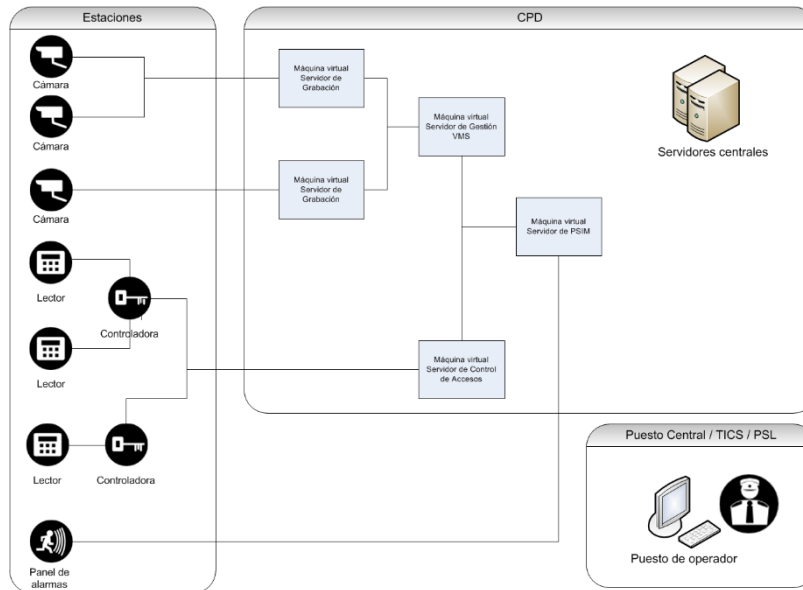 Estaciones
Cámara
Cámara
Cámara
Lector
Controladora
Lector
Lector
Controladora
Panel de
alarmas
CPD
Máquina virtual
Servidor de
Grabación
Máquina virtual
Servidor de
Grabación
Máquina virtual
Servidor de Gestión
VMS
Máquina virtual
Servidor de PSIM
Máquina virtual
Servidor de Control
de Accesos
Servidores centrales
Puesto Central / TICS / PSL
Puesto de operador